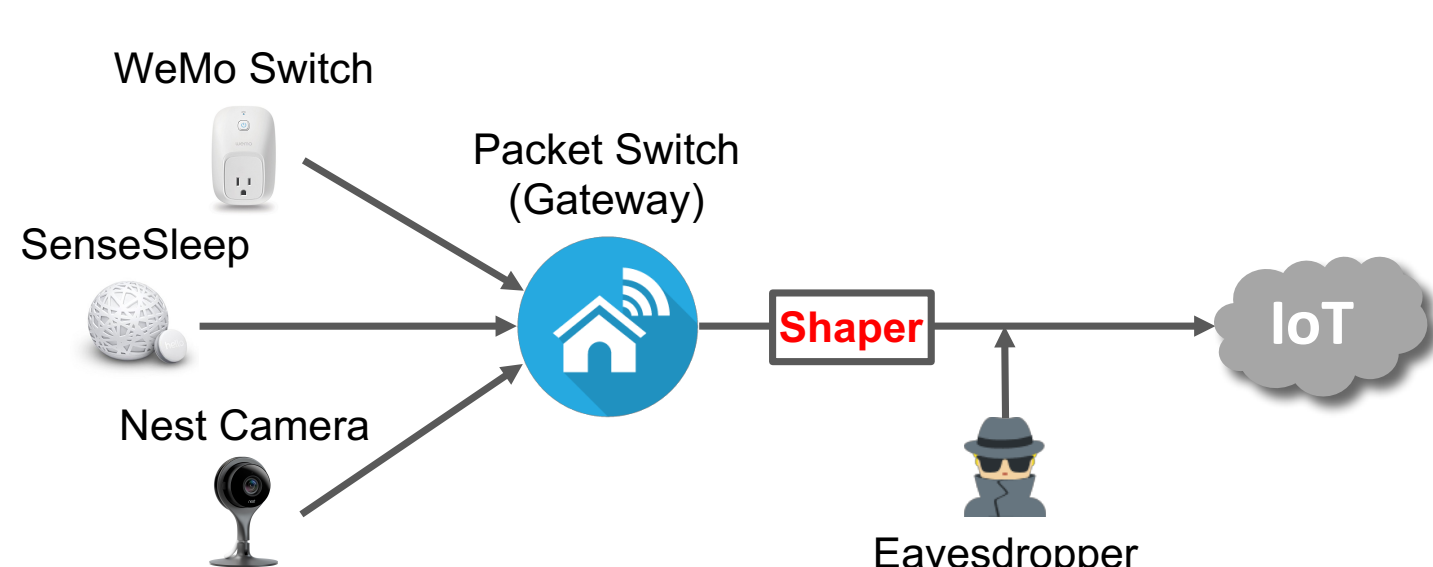 WeMo Switch
Packet Switch
(Gateway)
SenseSleep
Shaper
IoT
Nest Camera
Eavesdropper